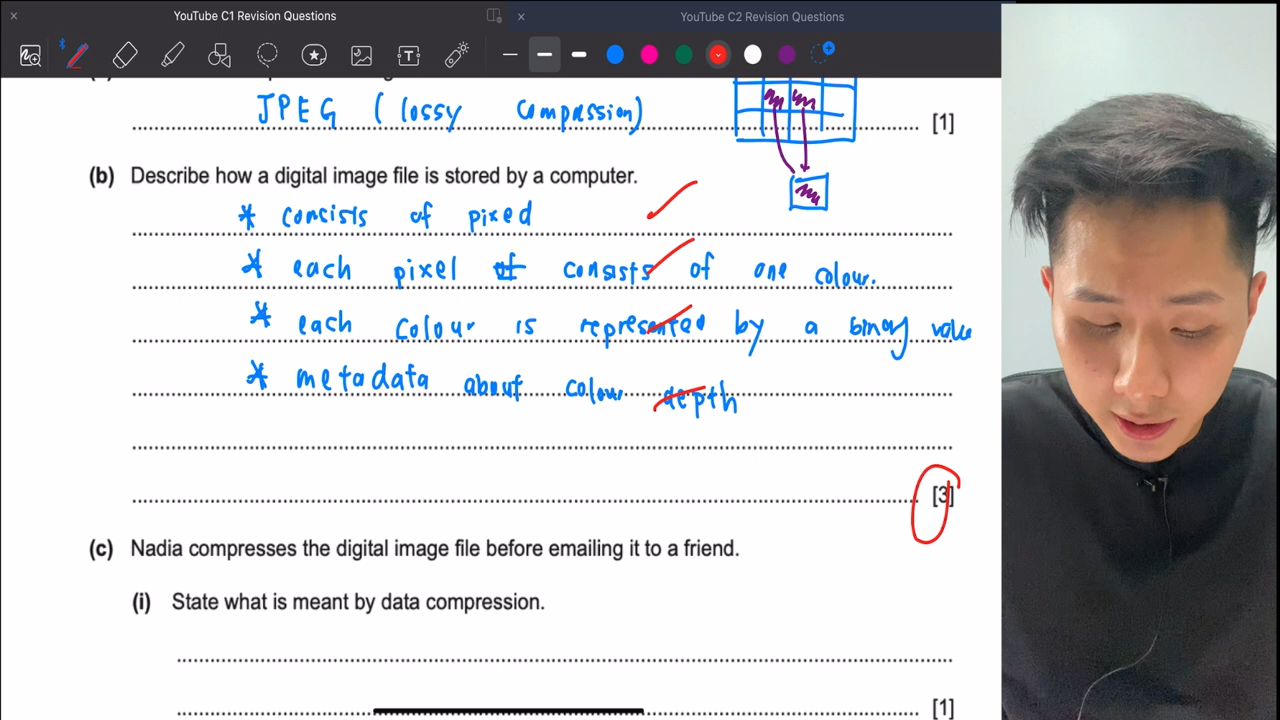 YouTube C1 Revision Questions
YouTube C2 Revision Questions
JPEG (lossy compassion)
[1]
(b) Describe how a digital image file is stored by a computer.
* consists of pixed
* each pixel of consists of one colour.
* each colour is represented by a binary value
* metadata about colour depth
[3]
(c) Nadia compresses the digital image file before emailing it to a friend.
(i) State what is meant by data compression.
[1]